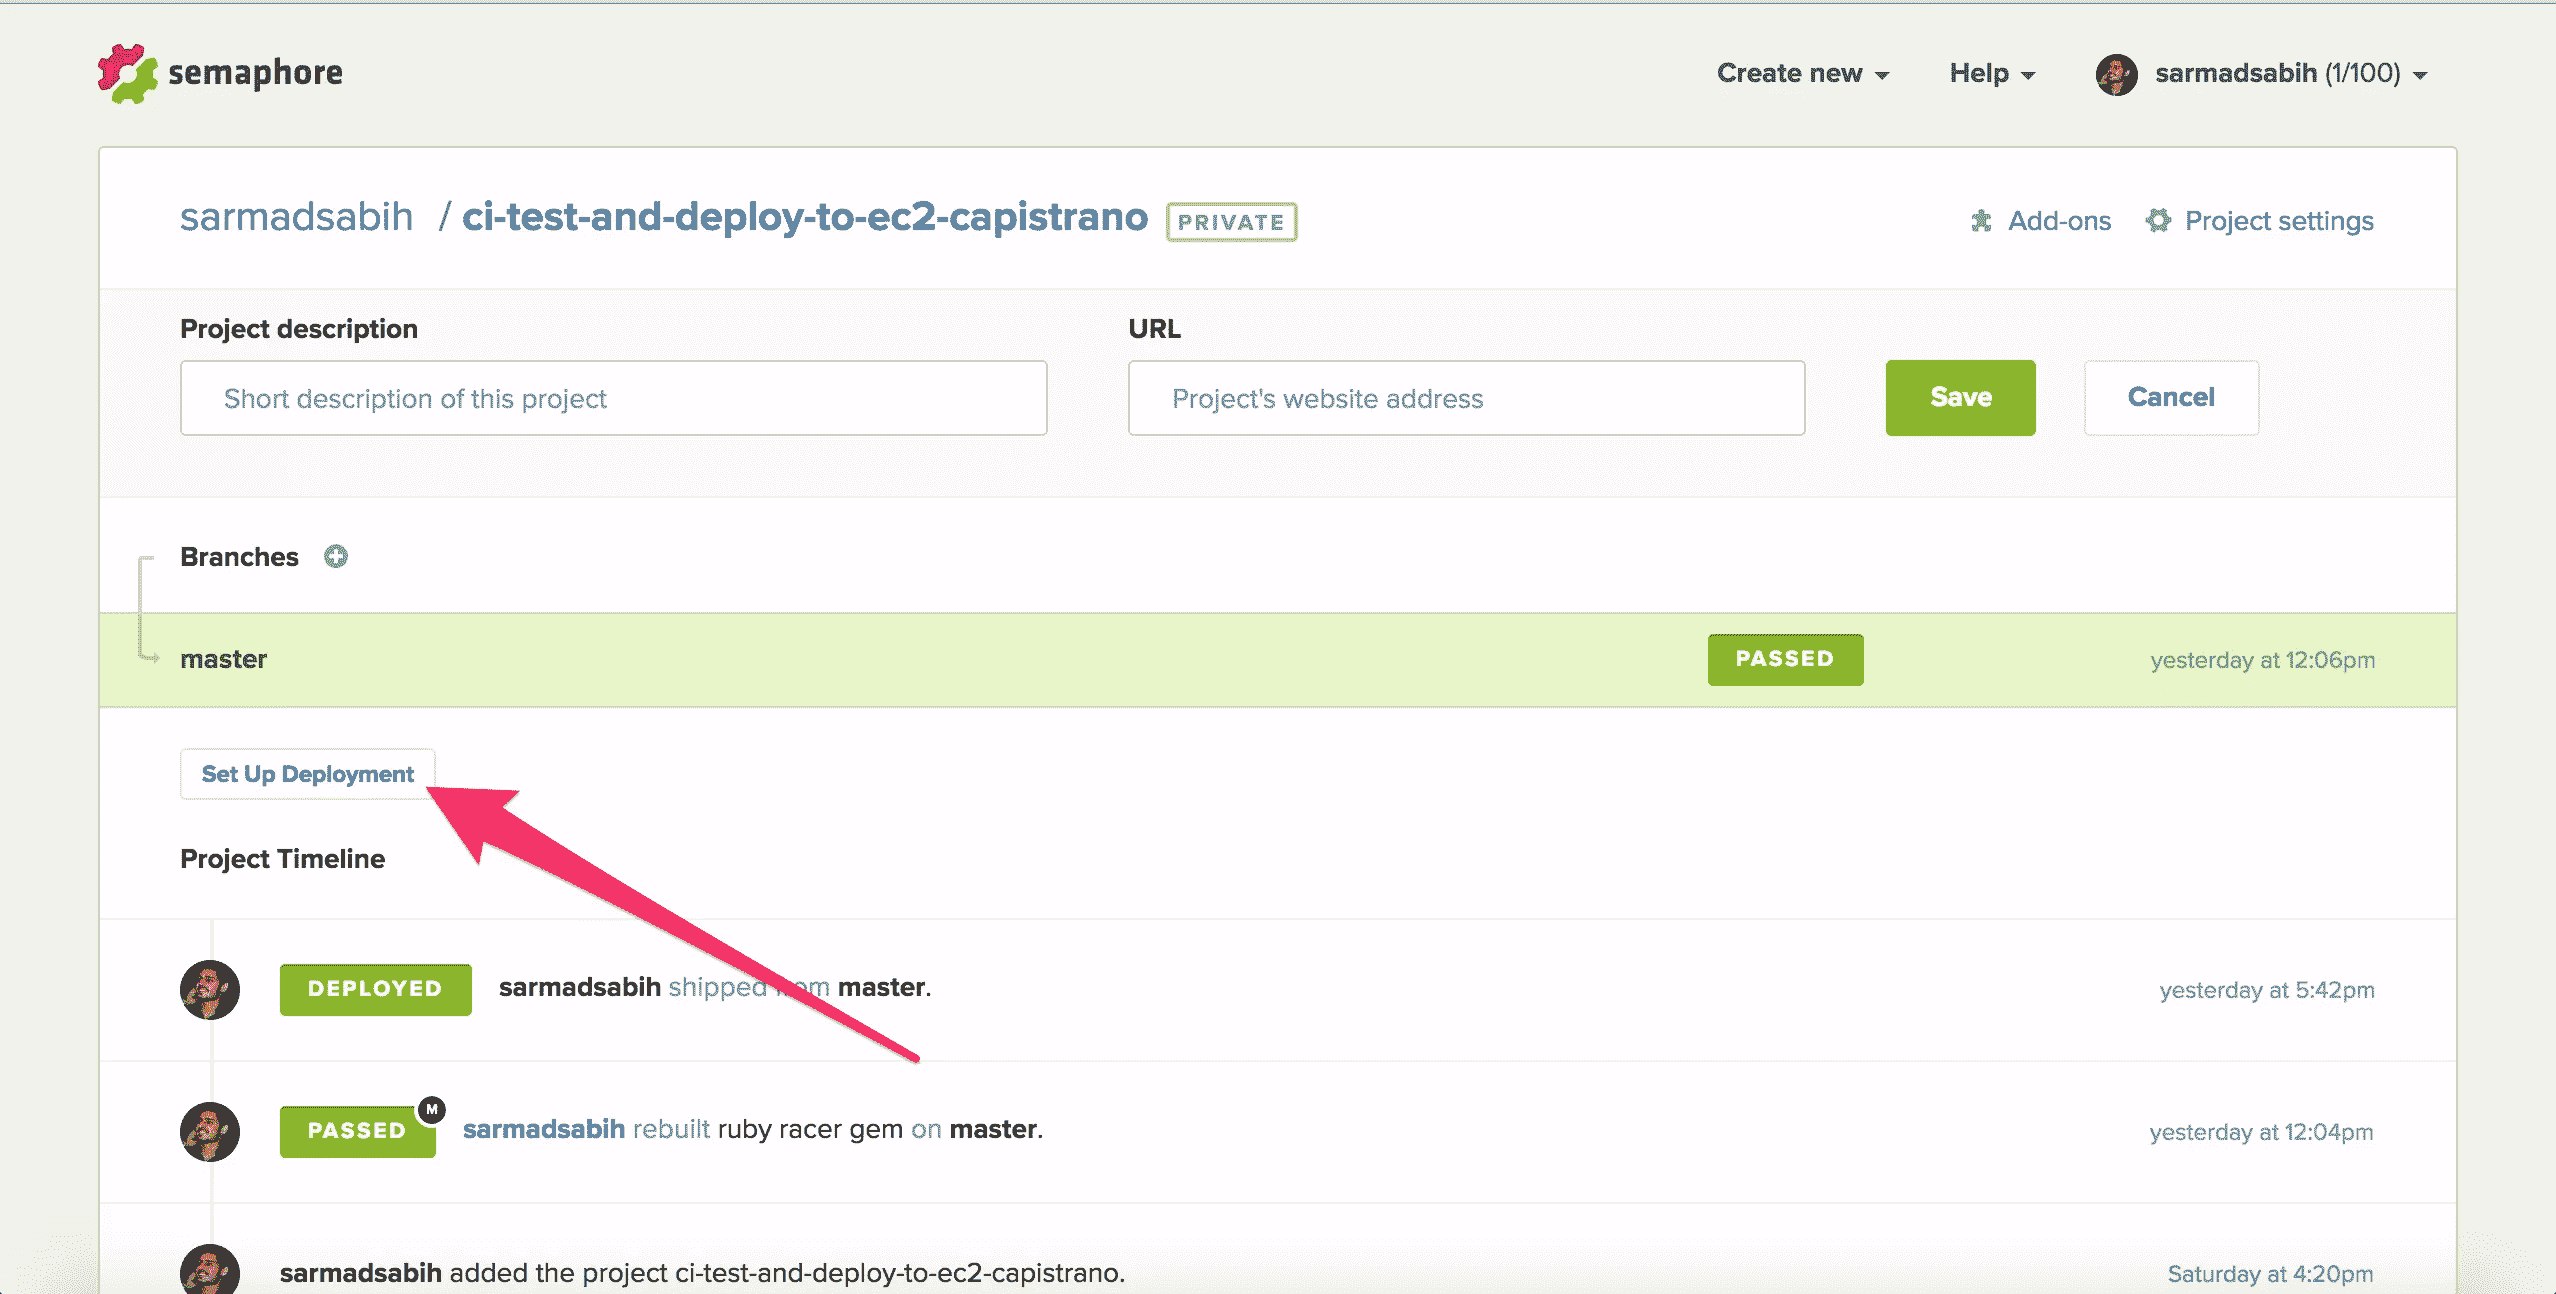 semaphore
Create new
Help
sarmadsabih (1/100)
sarmadsabih / ci-test-and-deploy-to-ec2-capistrano PRIVATE
Add-ons
Project settings
Project description
URL
Short description of this project
Project's website address
Save
Cancel
Branches
master
PASSED
yesterday at 12:06pm
Set Up Deployment
Project Timeline
DEPLOYED
sarmadsabih shipped from master.
yesterday at 5:42pm
PASSED
M
sarmadsabih rebuilt ruby racer gem on master.
yesterday at 12:04pm
sarmadsabih added the project ci-test-and-deploy-to-ec2-capistrano.
Saturday at 4:20pm